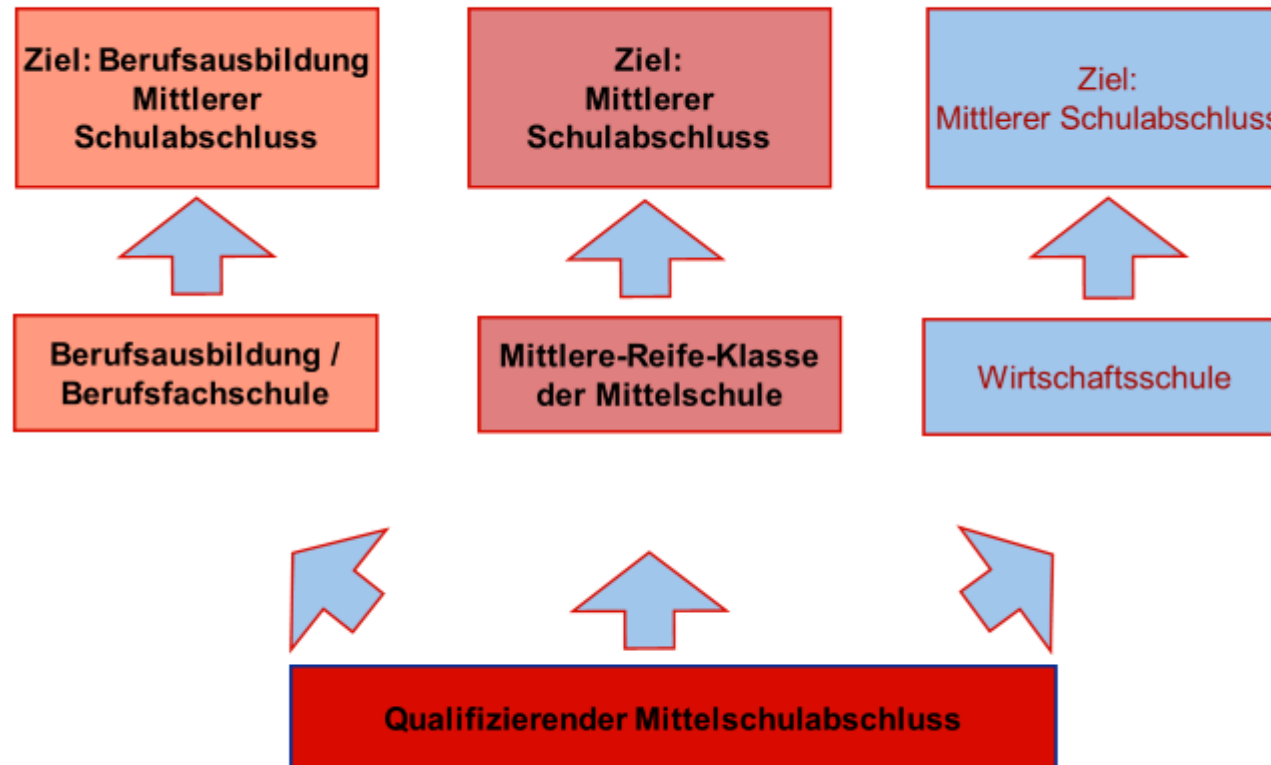 Ziel: Berufsausbildung
Mittlerer
Schulabschluss
Ziel:
Mittlerer
Schulabschluss
Ziel:
Mittlerer Schulabschluss
Berufsausbildung /
Berufsfachschule
Mittlere-Reife-Klasse
der Mittelschule
Wirtschaftsschule
Qualifizierender Mittelschulabschluss